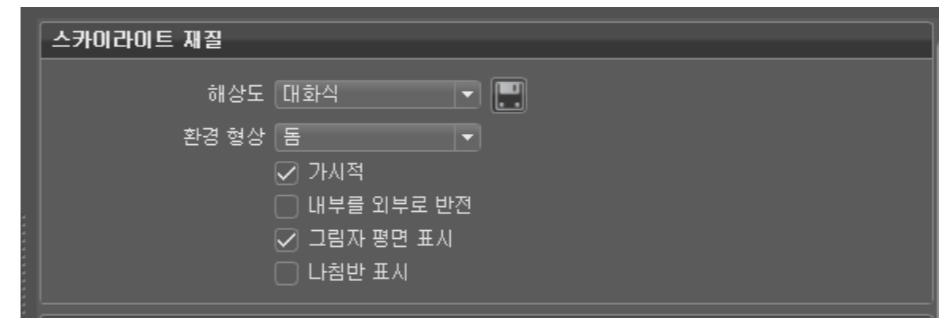 스카이라이트 재질
해상도 대화식
환경 형상 돔
가시적
내부를 외부로 반전
그림자 평면 표시
나침반 표시